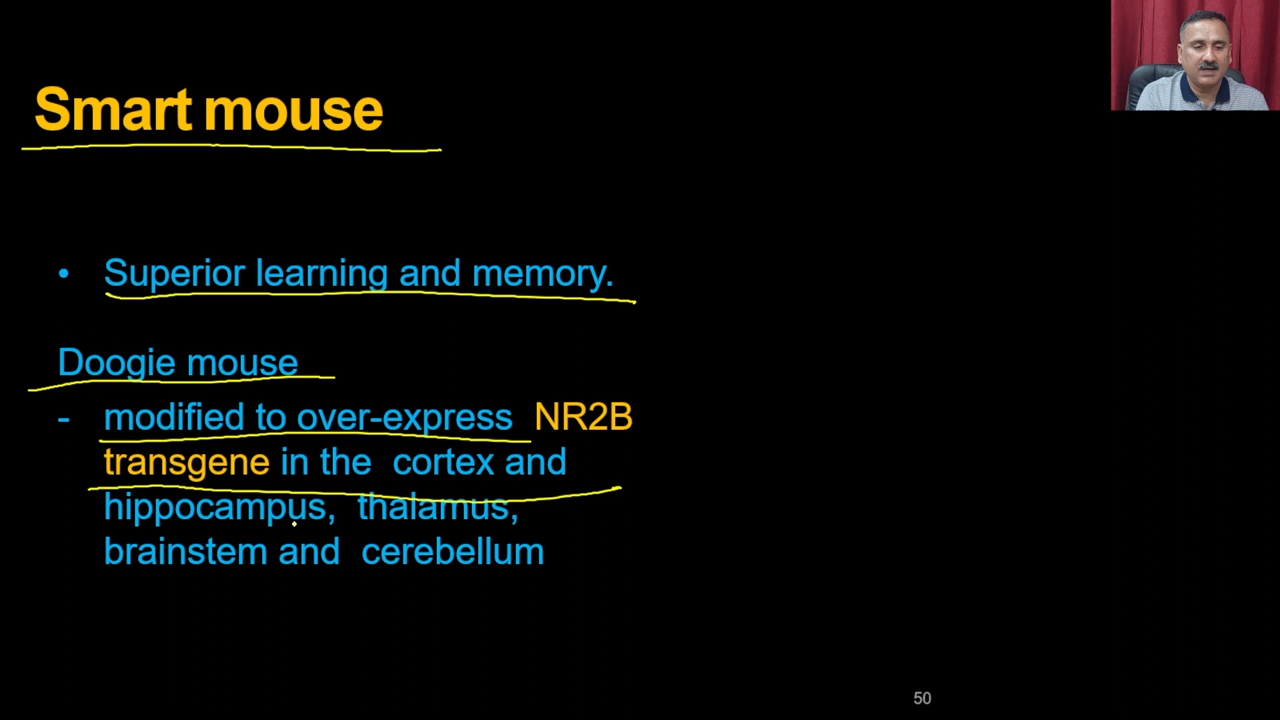 Smart mouse
• Superior learning and memory.
Doogie mouse
- modified to over-express NR2B
transgene in the cortex and
hippocampus, thalamus,
brainstem and cerebellum
50